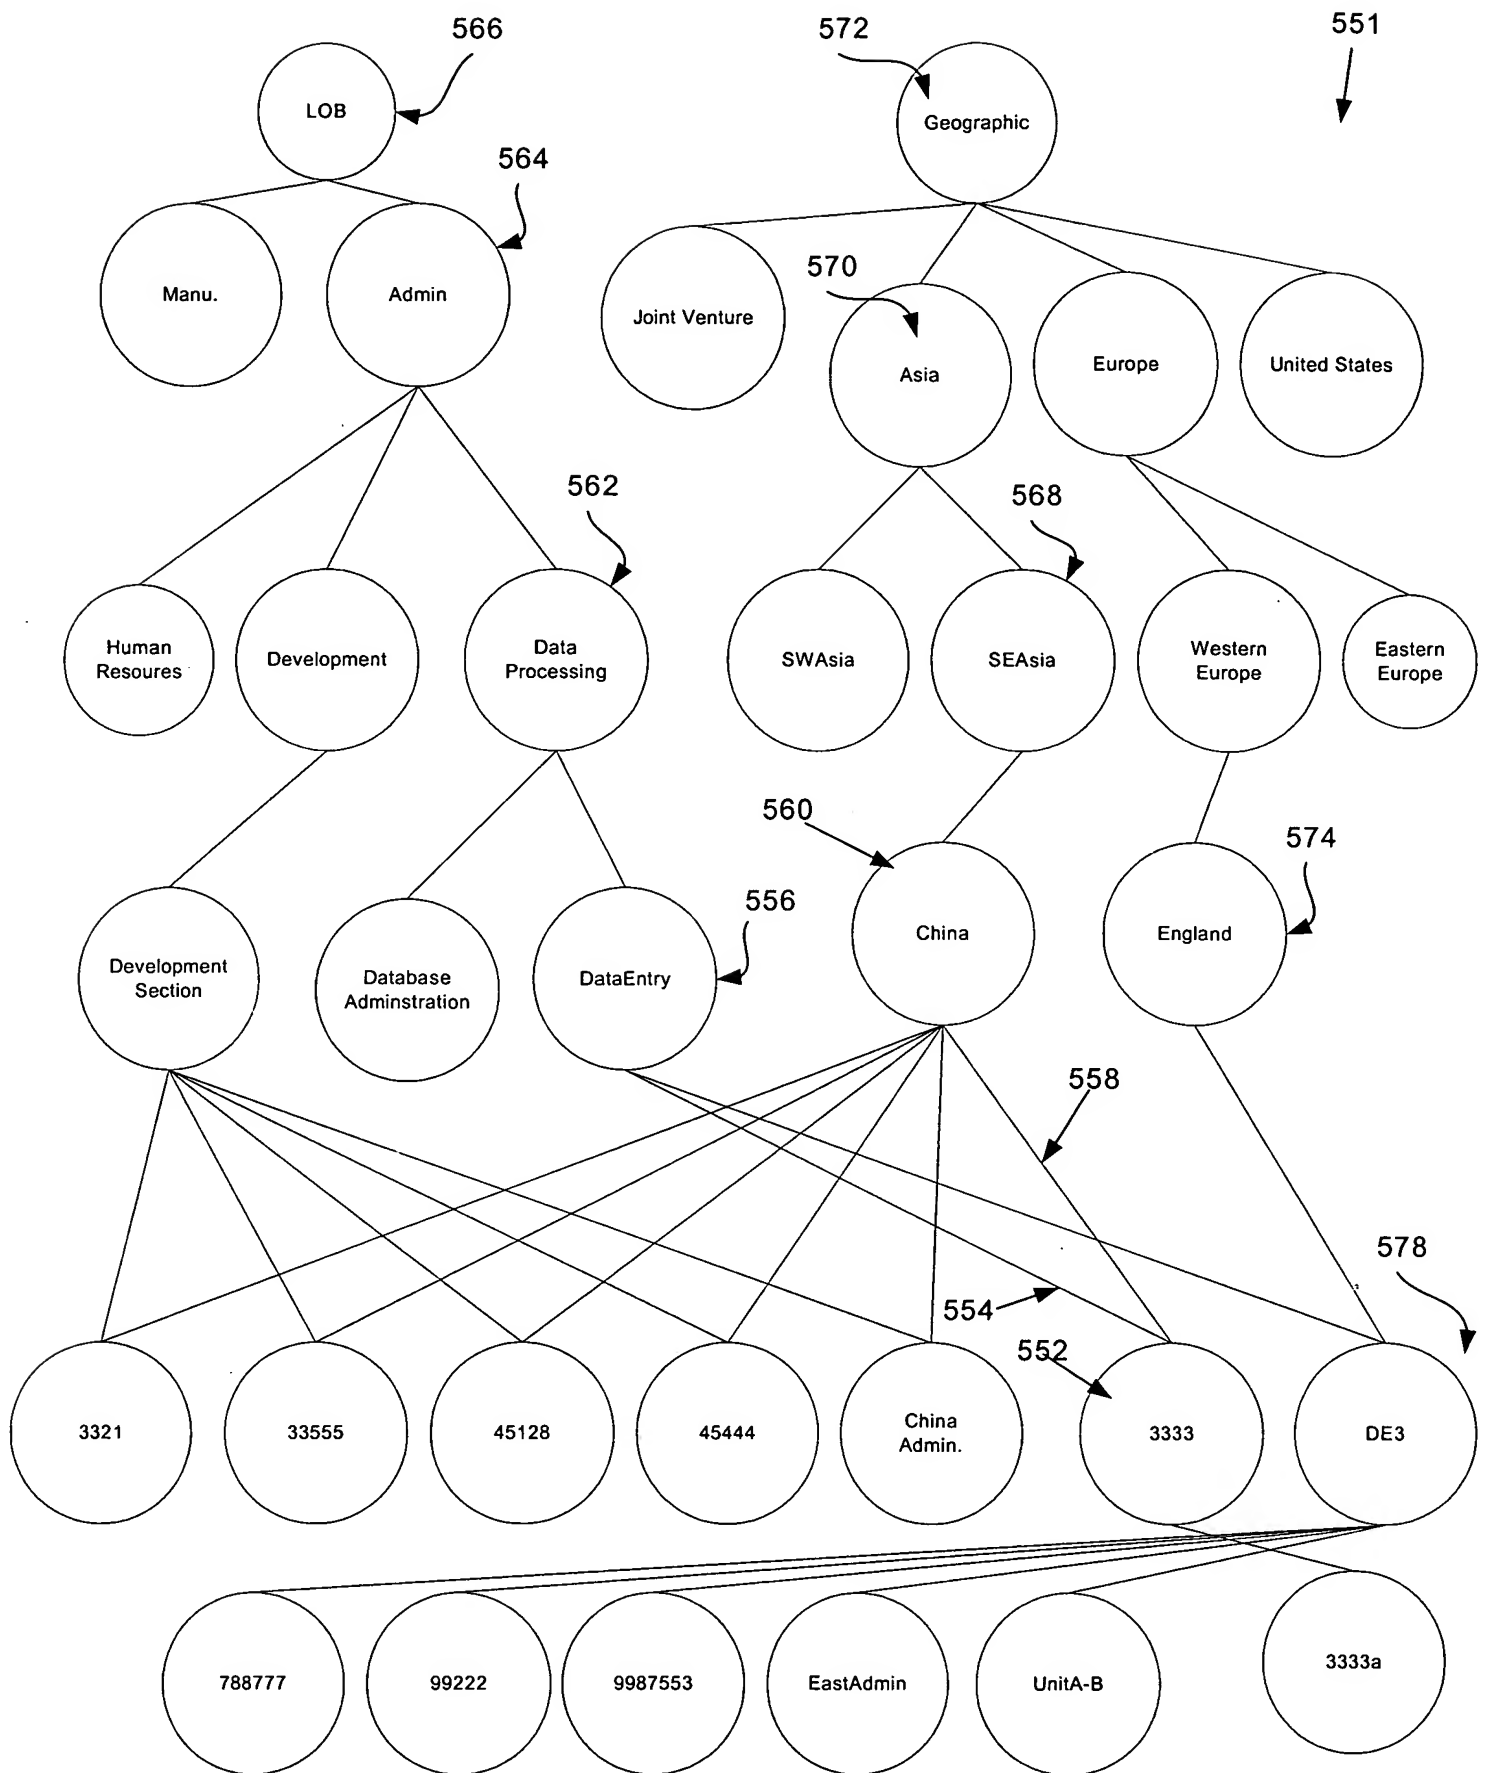 566
572
551
LOB
Geographic
564
570
Manu.
Admin
Joint Venture
Asia
Europe
United States
562
568
Human
Resoures
Development
Data
Processing
SWAsia
SEAsia
Western
Europe
Eastern
Europe
560
574
556
Development
Section
Database
Adminstration
DataEntry
China
England
558
578
554
552
3321
33555
45128
45444
China
Admin.
3333
DE3
788777
99222
9987553
EastAdmin
UnitA-B
3333a